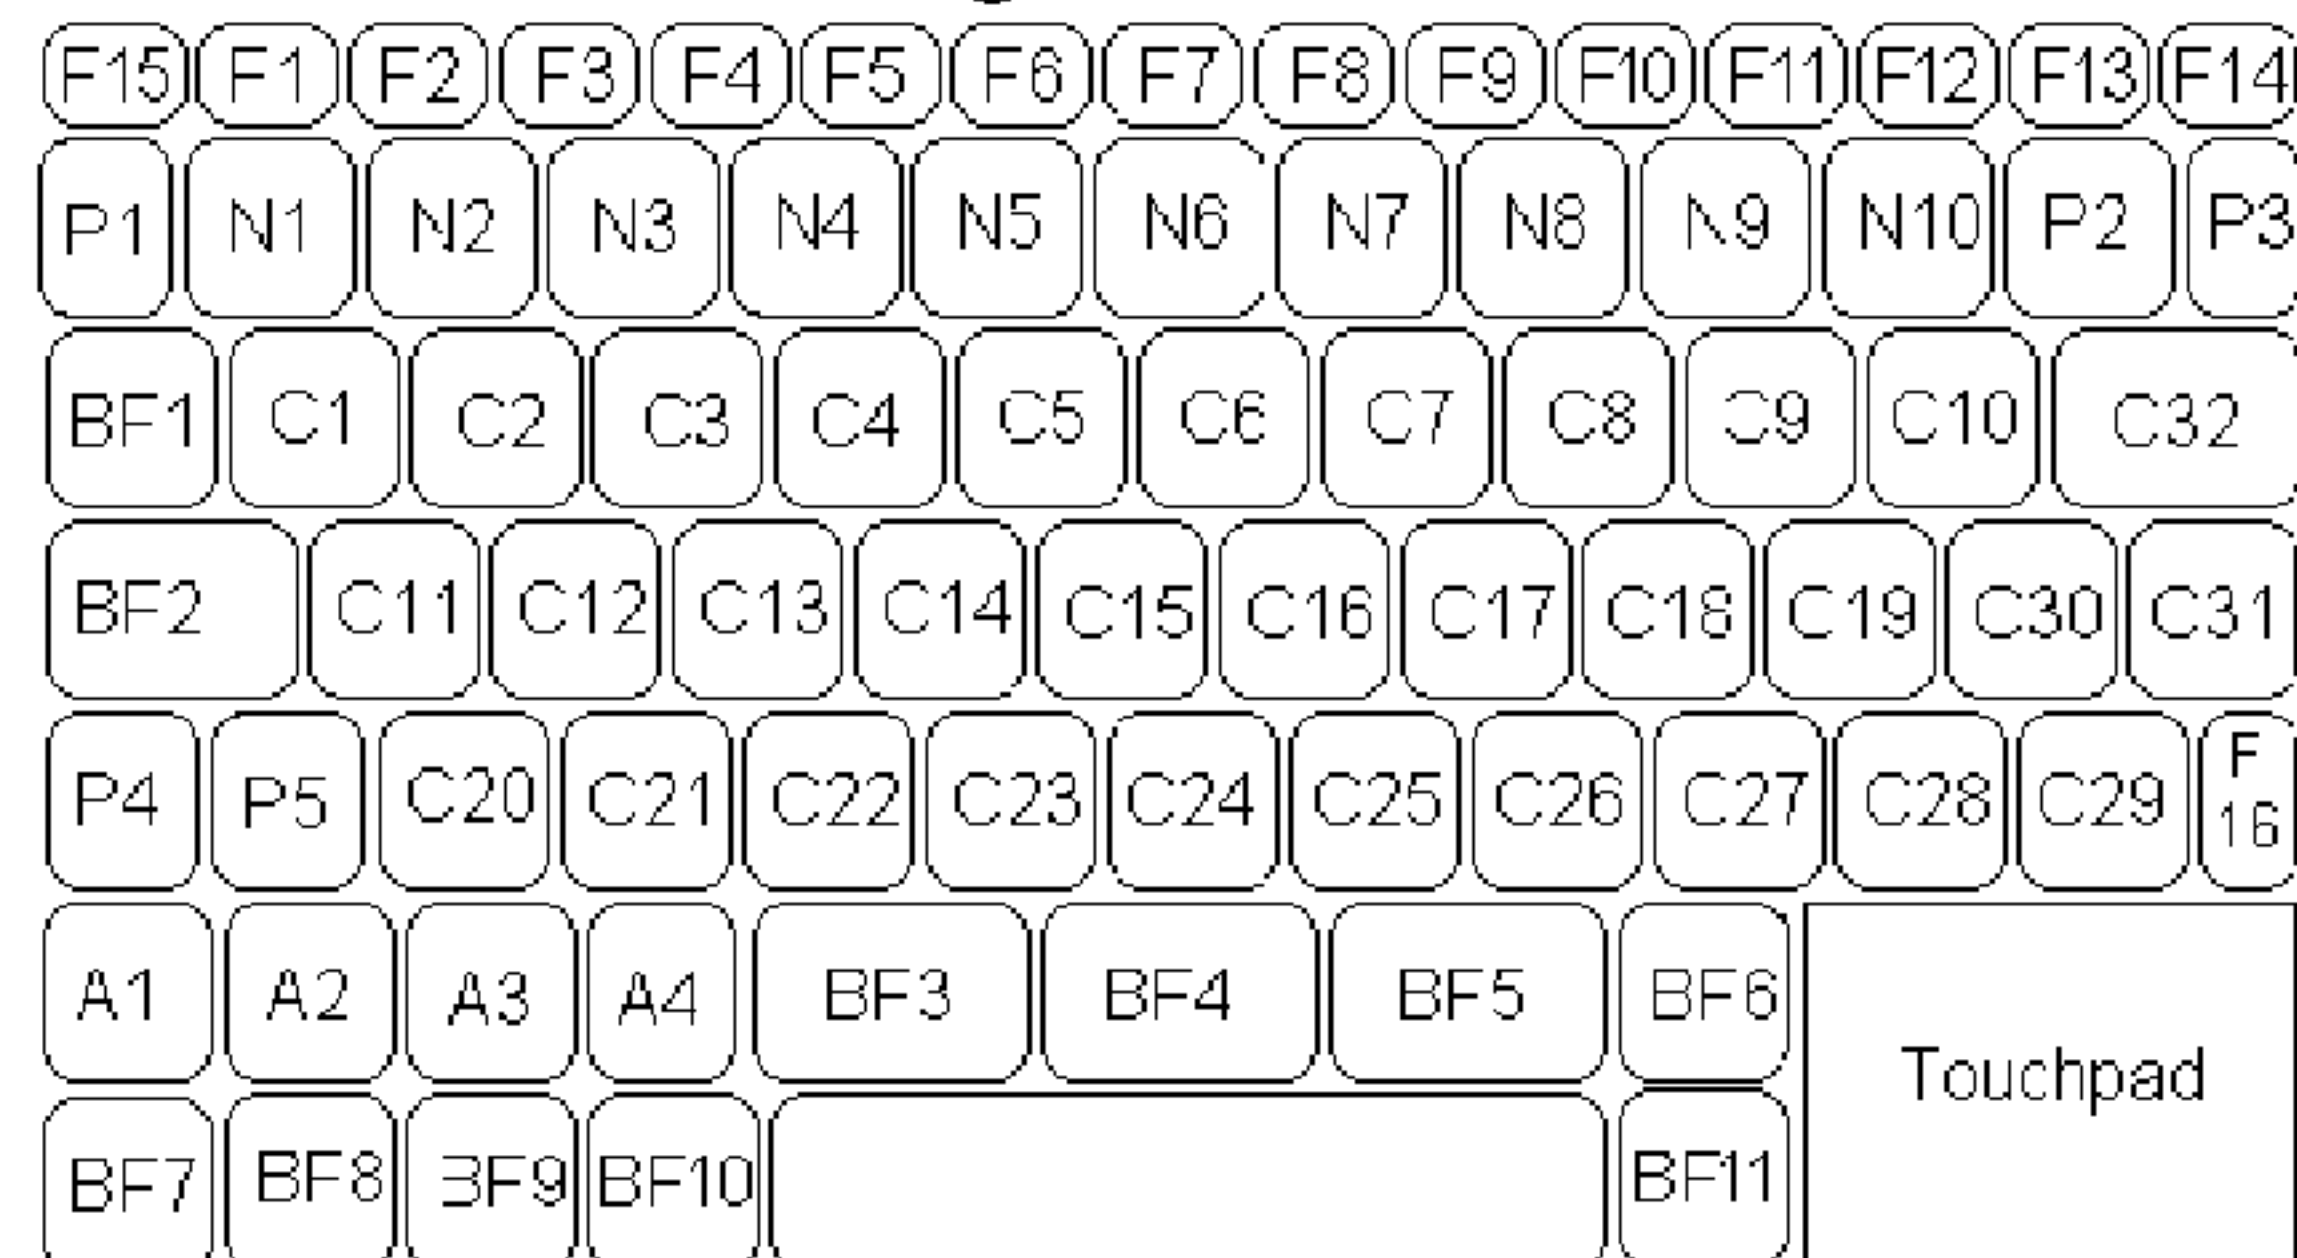 F15 F1 F2 F3 F4 F5 F6 F7 F8 F9 F10 F11 F12 F13 F14
P1 N1 N2 N3 N4 N5 N6 N7 N8 N9 N10 P2 P3
BF1 C1 C2 C3 C4 C5 C6 C7 C8 C9 C10 C32
BF2 C11 C12 C13 C14 C15 C16 C17 C18 C19 C30 C31
P4 P5 C20 C21 C22 C23 C24 C25 C26 C27 C28 C29 F
16
A1 A2 A3 A4 BF3 BF4 BF5 BF6
Touchpad
BF7 BF8 BF9 BF10 BF11